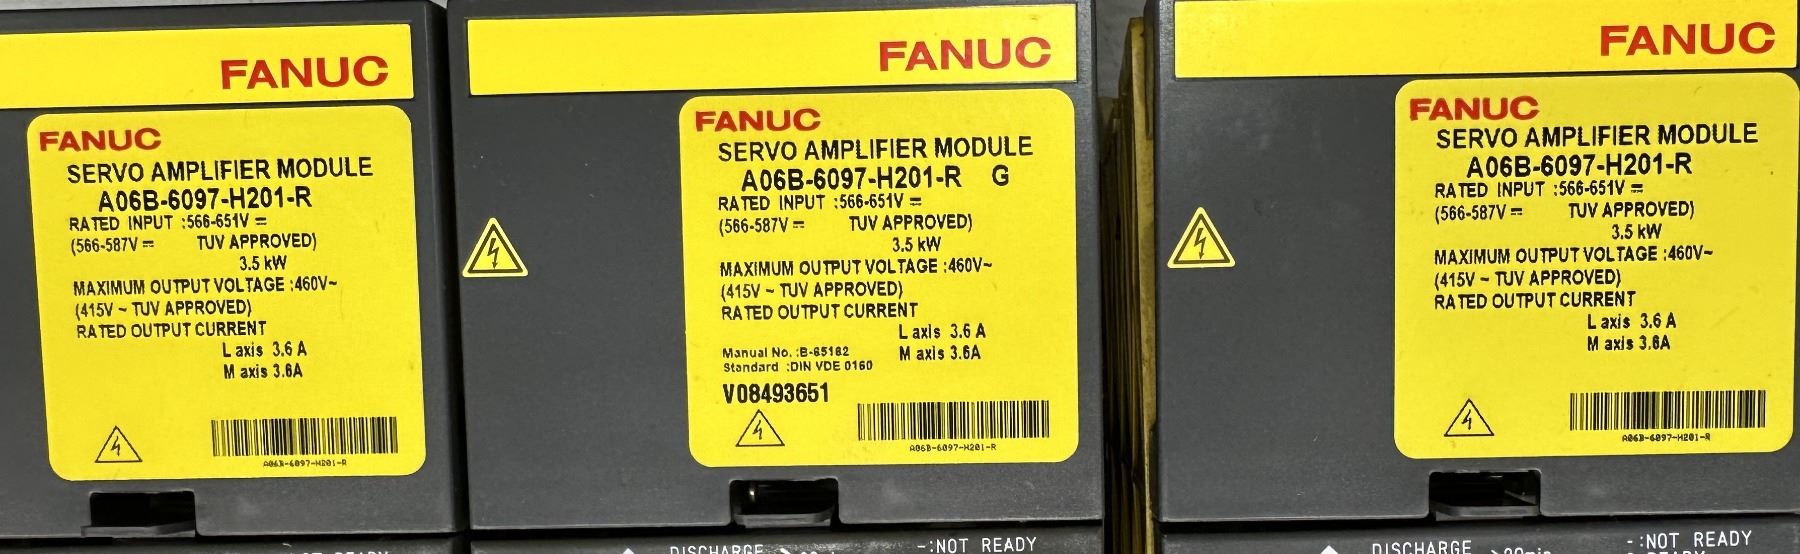 FANUC
FANUC
SERVO AMPLIFIER MODULE
A06B-6097-H201-R
RATED INPUT :566-651V ⎓
(566-587V ⎓ TUV APPROVED)
3.5 kW
MAXIMUM OUTPUT VOLTAGE :460V~
(415V ~ TUV APPROVED)
RATED OUTPUT CURRENT
L axis 3.6 A
M axis 3.6A
A06B-6097-H201-R
FANUC
FANUC
SERVO AMPLIFIER MODULE
A06B-6097-H201-R G
RATED INPUT :566-651V ⎓
(566-587V ⎓ TUV APPROVED)
3.5 kW
MAXIMUM OUTPUT VOLTAGE :460V~
(415V ~ TUV APPROVED)
RATED OUTPUT CURRENT
L axis 3.6 A
Manual No. :B-65162 M axis 3.6A
Standard :DIN VDE 0160
V08493651
A06B-6097-H201-R
DISCHARGE
-:NOT READY
FANUC
FANUC
SERVO AMPLIFIER MODULE
A06B-6097-H201-R
RATED INPUT :566-651V ⎓
(566-587V ⎓ TUV APPROVED)
3.5 kW
MAXIMUM OUTPUT VOLTAGE :460V~
(415V ~ TUV APPROVED)
RATED OUTPUT CURRENT
L axis 3.6 A
M axis 3.6A
A06B-6097-H201-R
DISCHARGE
-:NOT READY